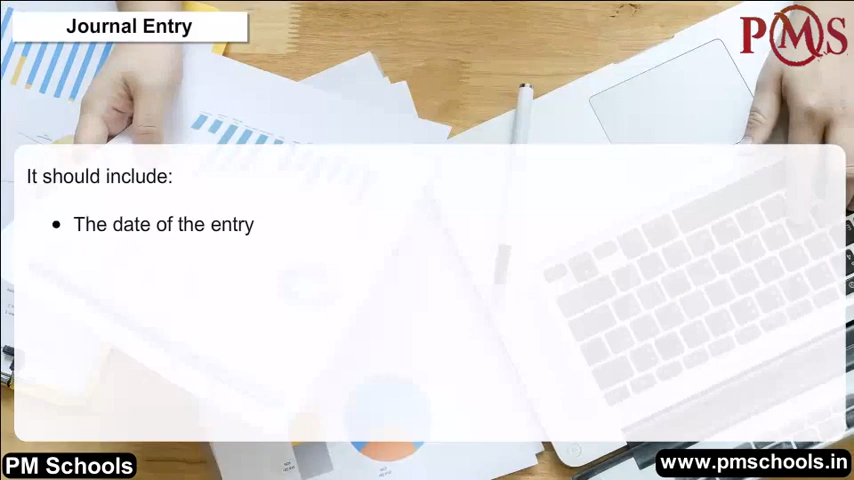 Journal Entry
PMS
It should include:
• The date of the entry
PM Schools
www.pmschools.in